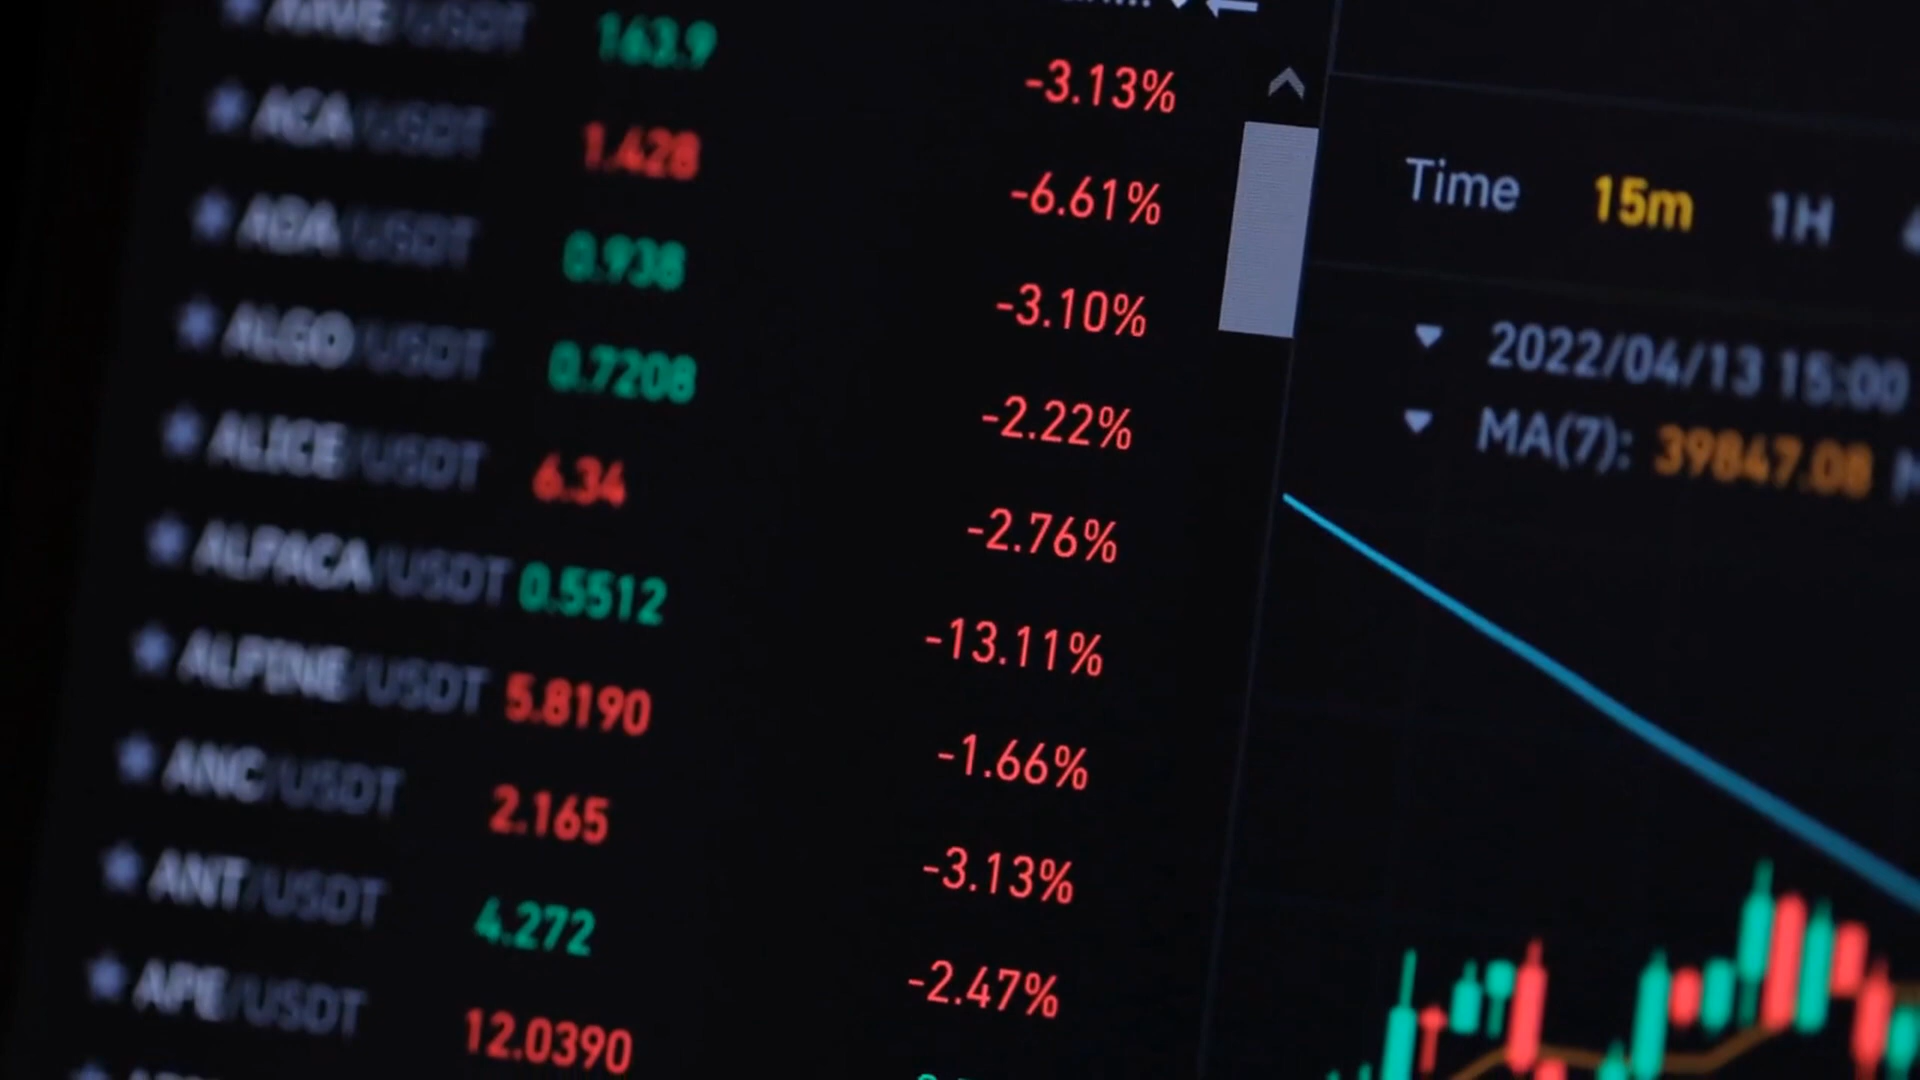 AAVE/USDT 163.9 -3.13%
ACA/USDT 1.428 -6.61%
ADA/USDT 0.938 -3.10%
ALGO/USDT 0.7208 -2.22%
ALICE/USDT 6.34 -2.76%
ALPACA/USDT 0.5512 -13.11%
ALPINE/USDT 5.8190 -1.66%
ANC/USDT 2.165 -3.13%
ANT/USDT 4.272 -2.47%
APE/USDT 12.0390
Time 15m 1H
2022/04/13 15:00
MA(7): 39847.08